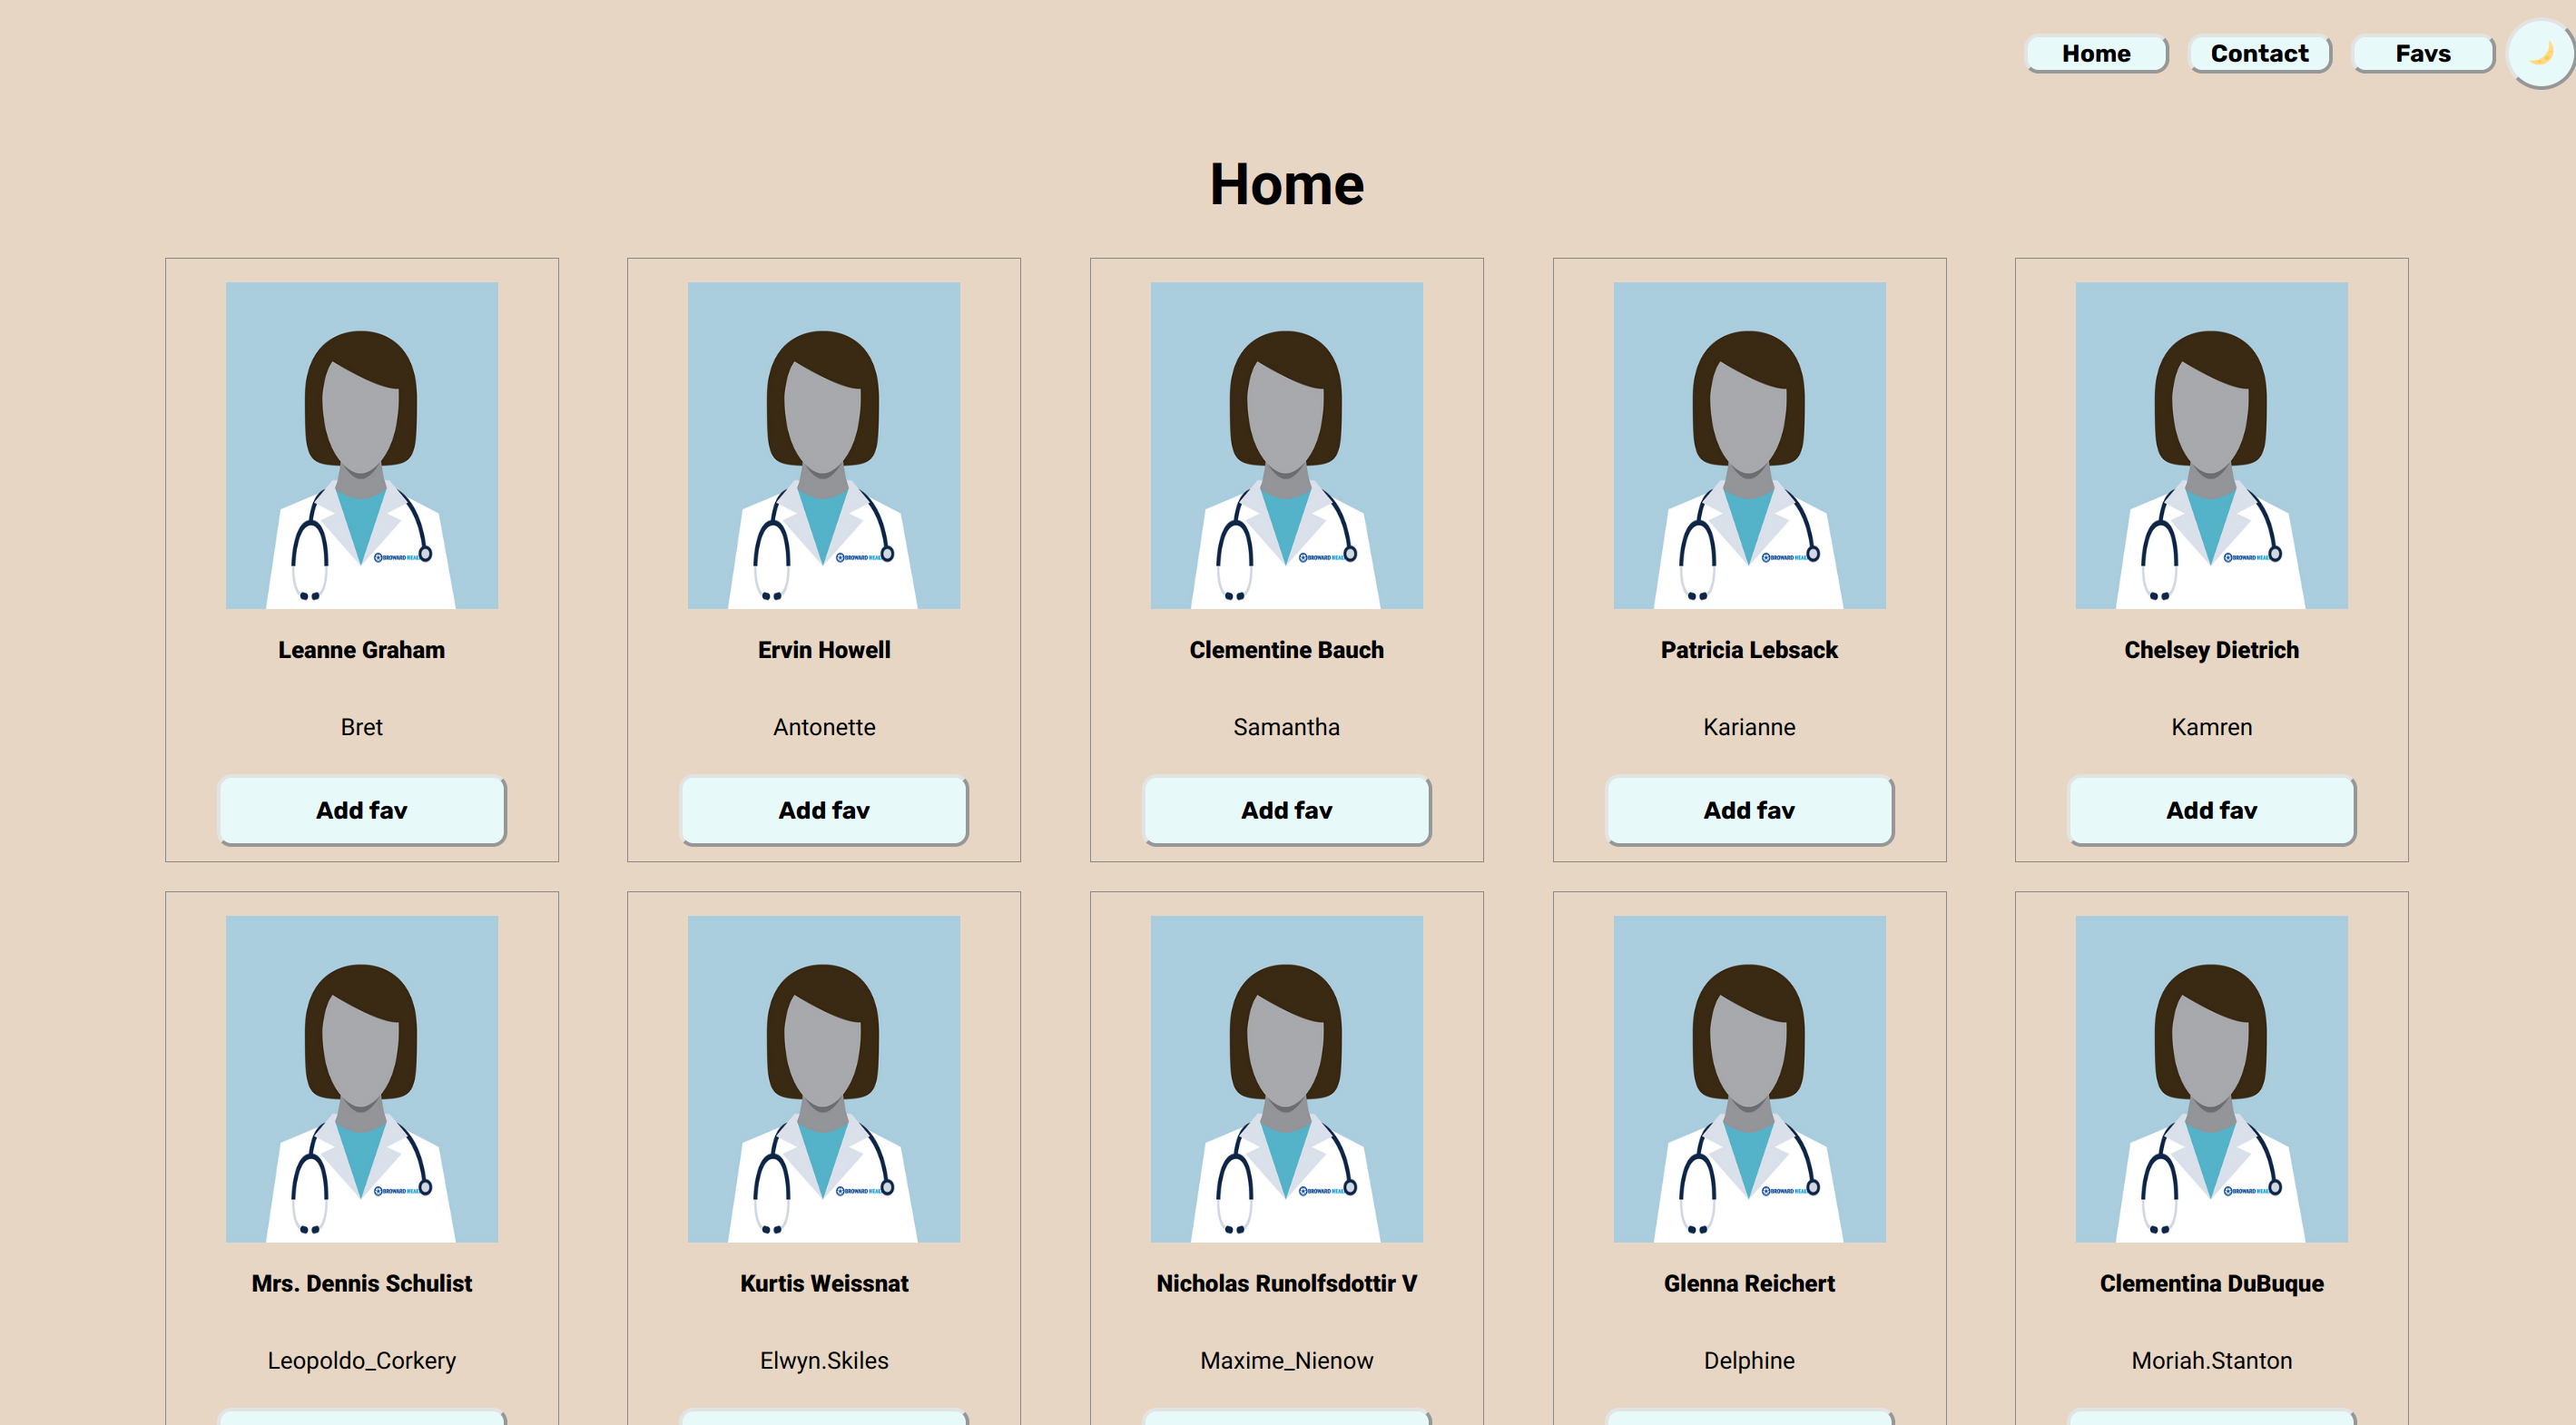 Home Contact Favs
Home
Leanne Graham Ervin Howell Clementine Bauch Patricia Lebsack Chelsey Dietrich
Bret Antonette Samantha Karianne Kamren
Add fav Add fav Add fav Add fav Add fav
Mrs. Dennis Schulist Kurtis Weissnat Nicholas Runolfsdottir V Glenna Reichert Clementina DuBuque
Leopoldo_Corkery Elwyn.Skiles Maxime_Nienow Delphine Moriah.Stanton